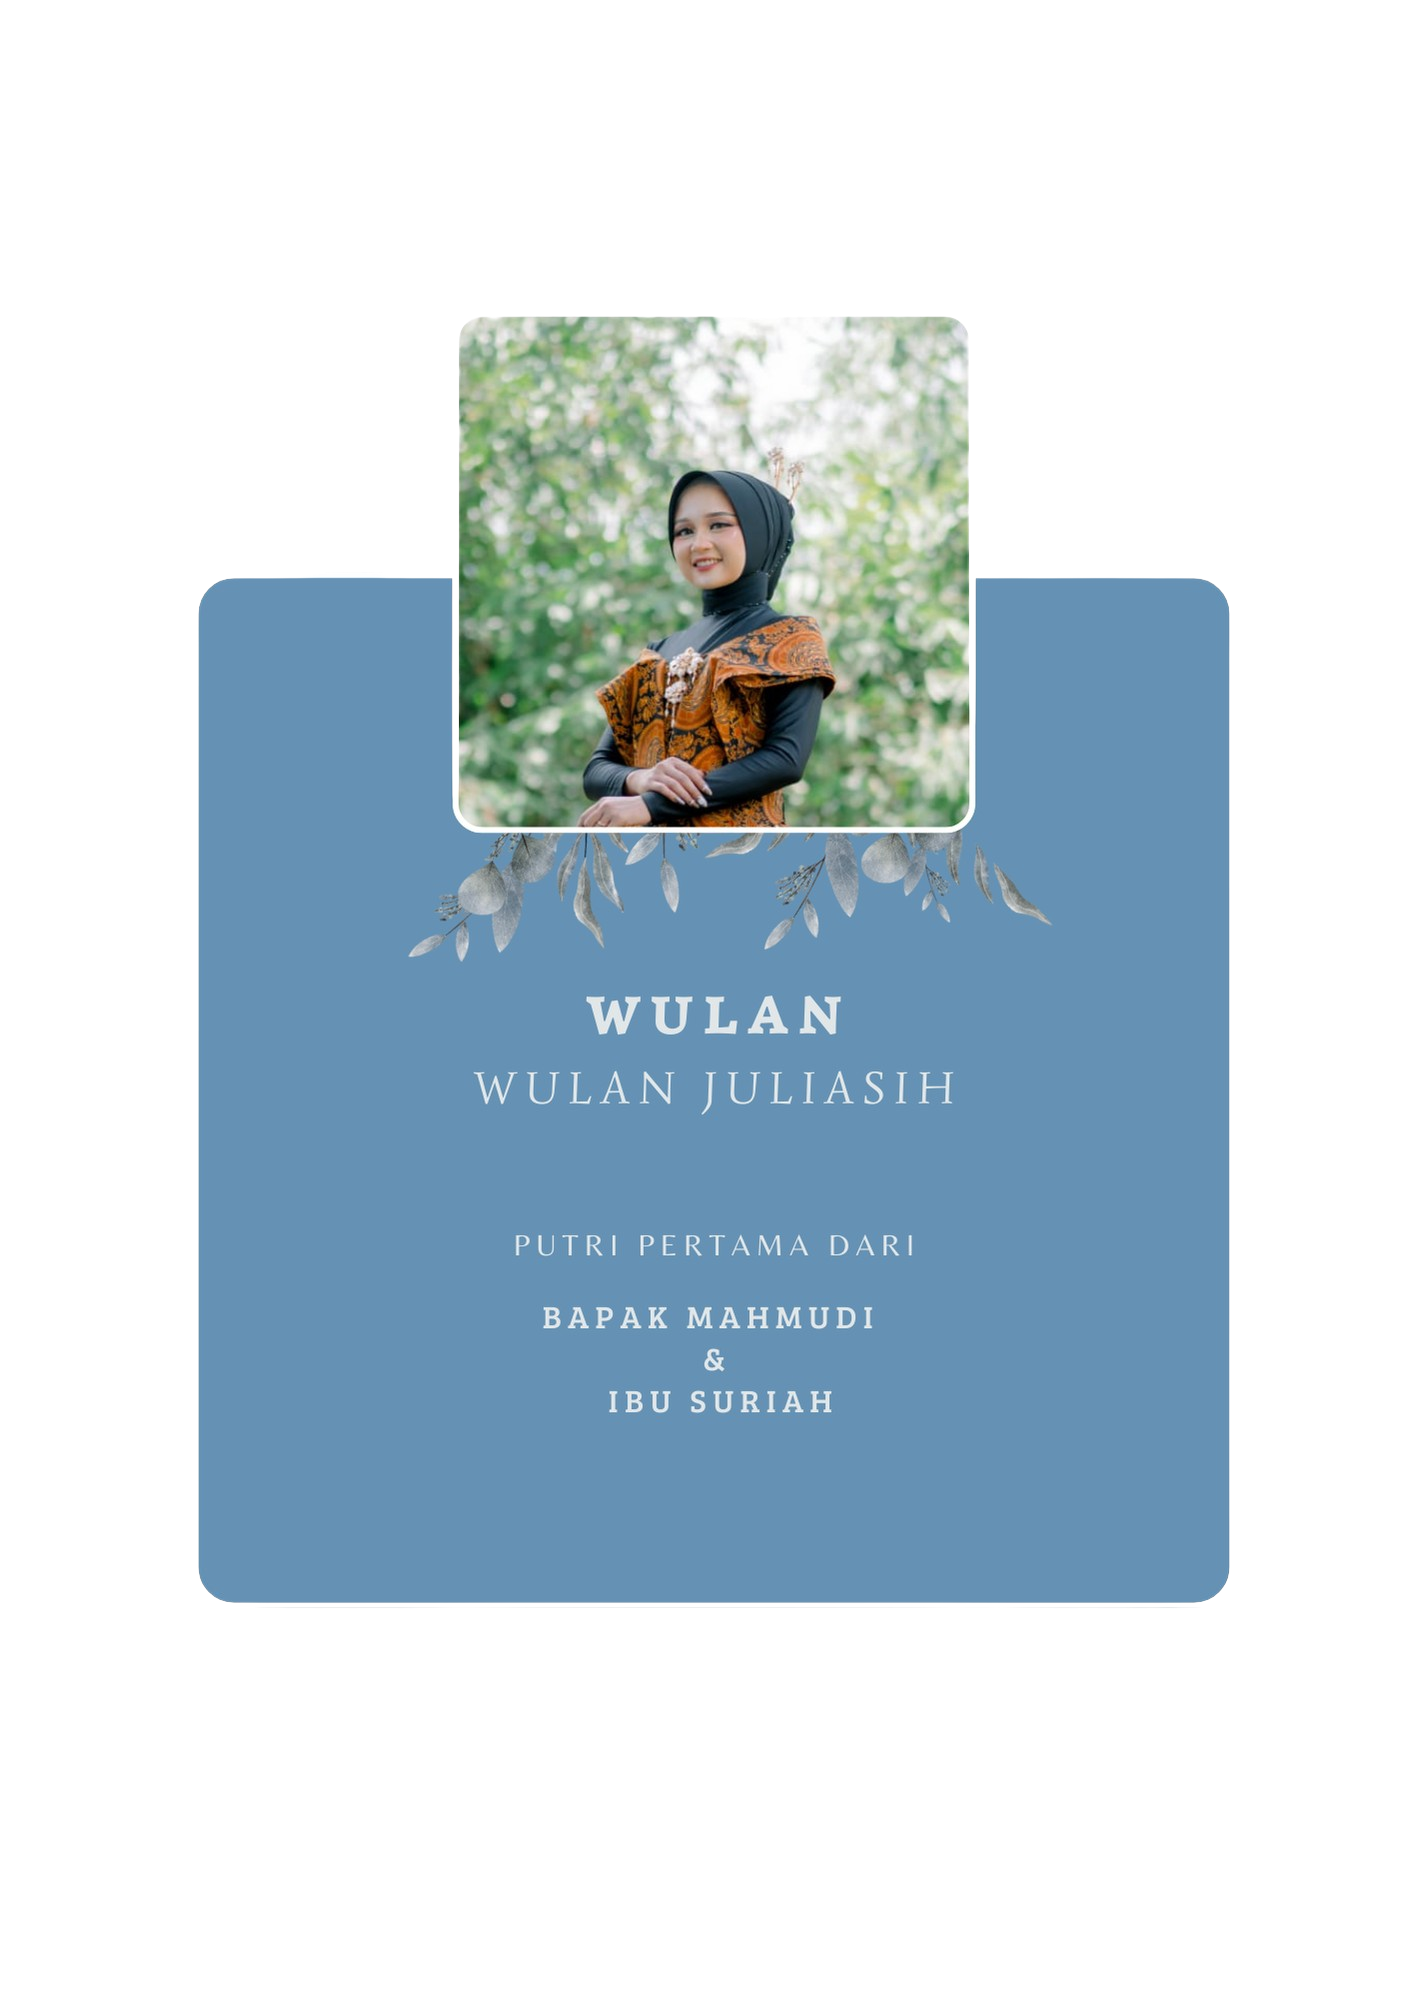 WULAN
WULAN JULIASIH
PUTRI PERTAMA DARI
BAPAK MAHMUDI
&
IBU SURIAH